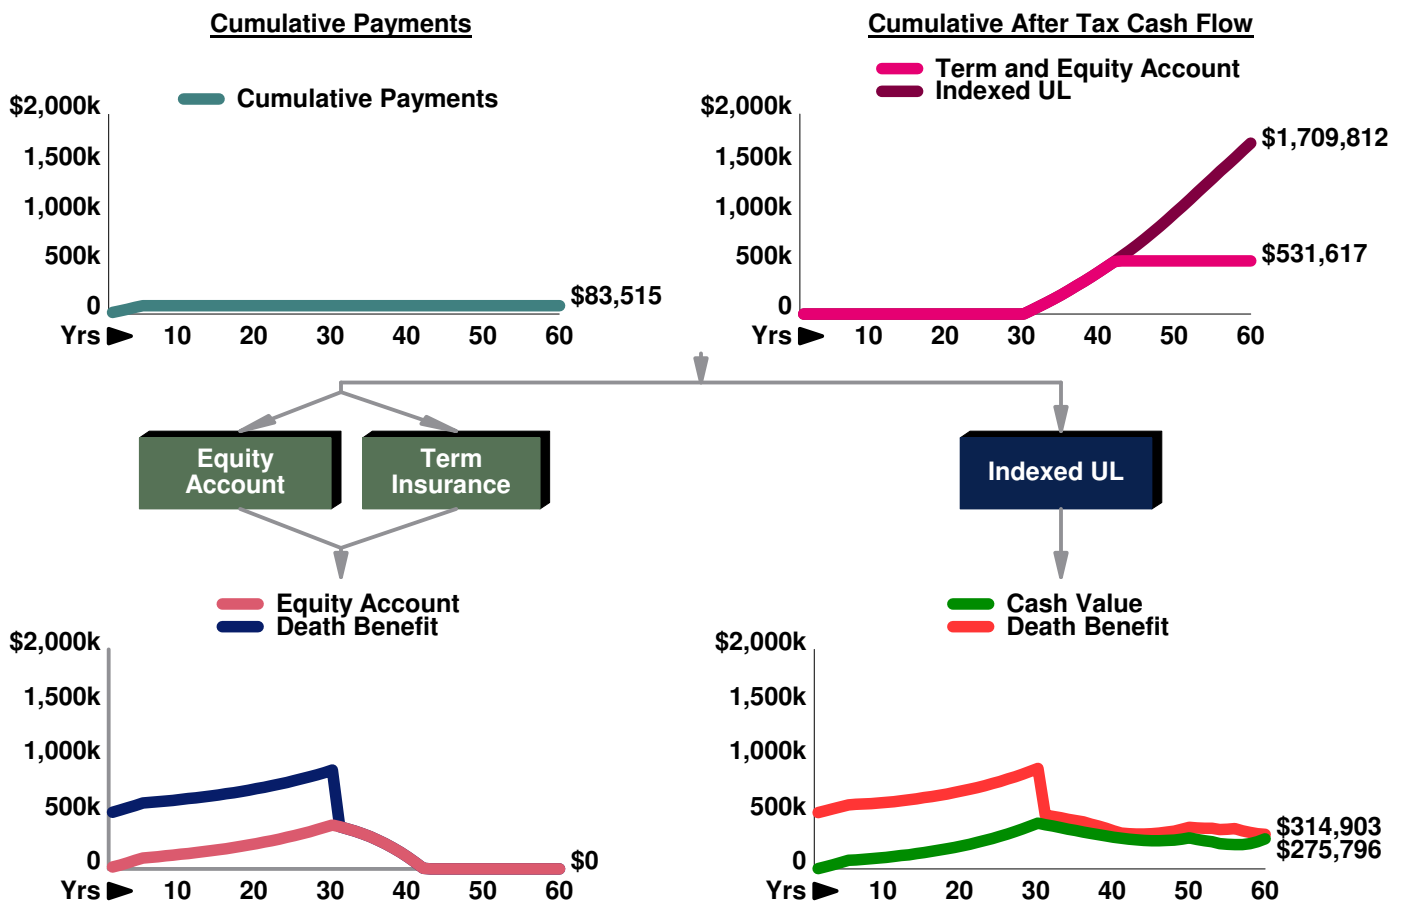 Cumulative Payments
Cumulative Payments
$2,000k
1,500k
1,000k
500k
0
$83,515
Yrs 10 20 30 40 50 60
Cumulative After Tax Cash Flow
Term and Equity Account
Indexed UL
$2,000k
1,500k
1,000k
500k
0
$1,709,812
$531,617
Yrs 10 20 30 40 50 60
Equity
Account
Term
Insurance
Indexed UL
Equity Account
Death Benefit
$2,000k
1,500k
1,000k
500k
0
$0
Yrs 10 20 30 40 50 60
Cash Value
Death Benefit
$2,000k
1,500k
1,000k
500k
0
$314,903
$275,796
Yrs 10 20 30 40 50 60